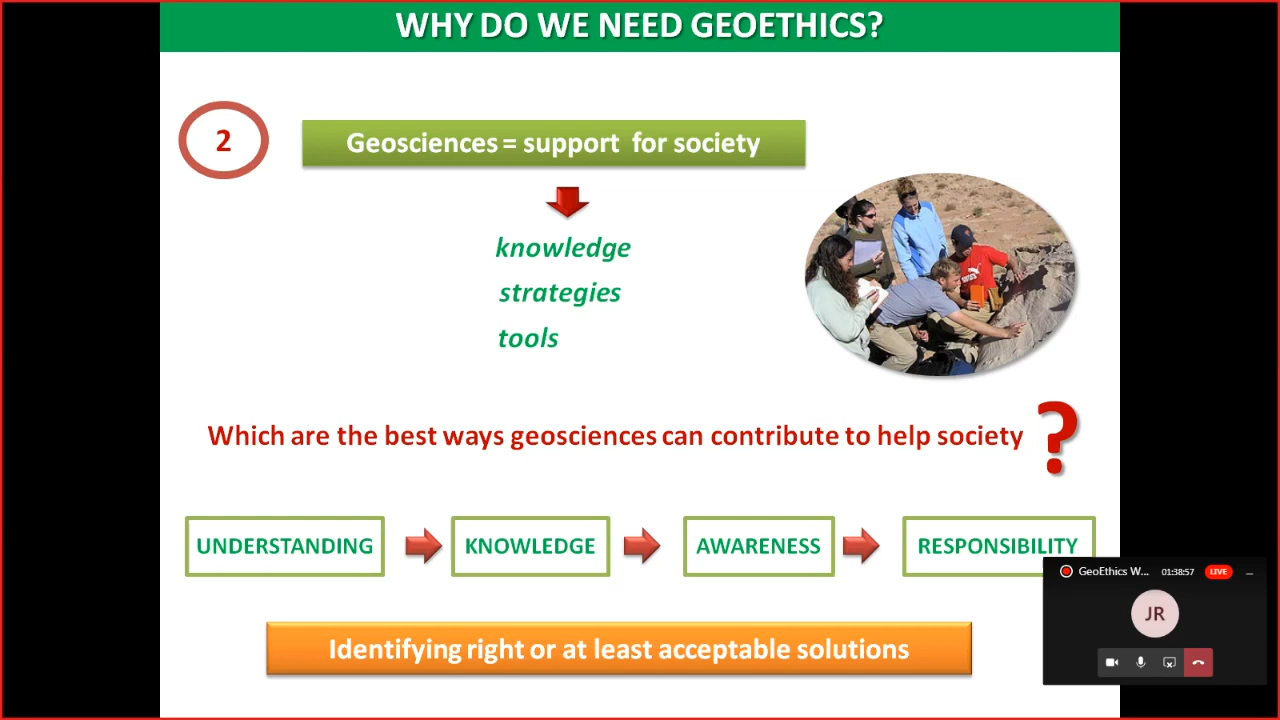 WHY DO WE NEED GEOETHICS?
2
Geosciences = support for society
knowledge
strategies
tools
Which are the best ways geosciences can contribute to help society ?
UNDERSTANDING
KNOWLEDGE
AWARENESS
RESPONSIBILITY
Identifying right or at least acceptable solutions
GeoEthics W... 01:38:57 LIVE
JR